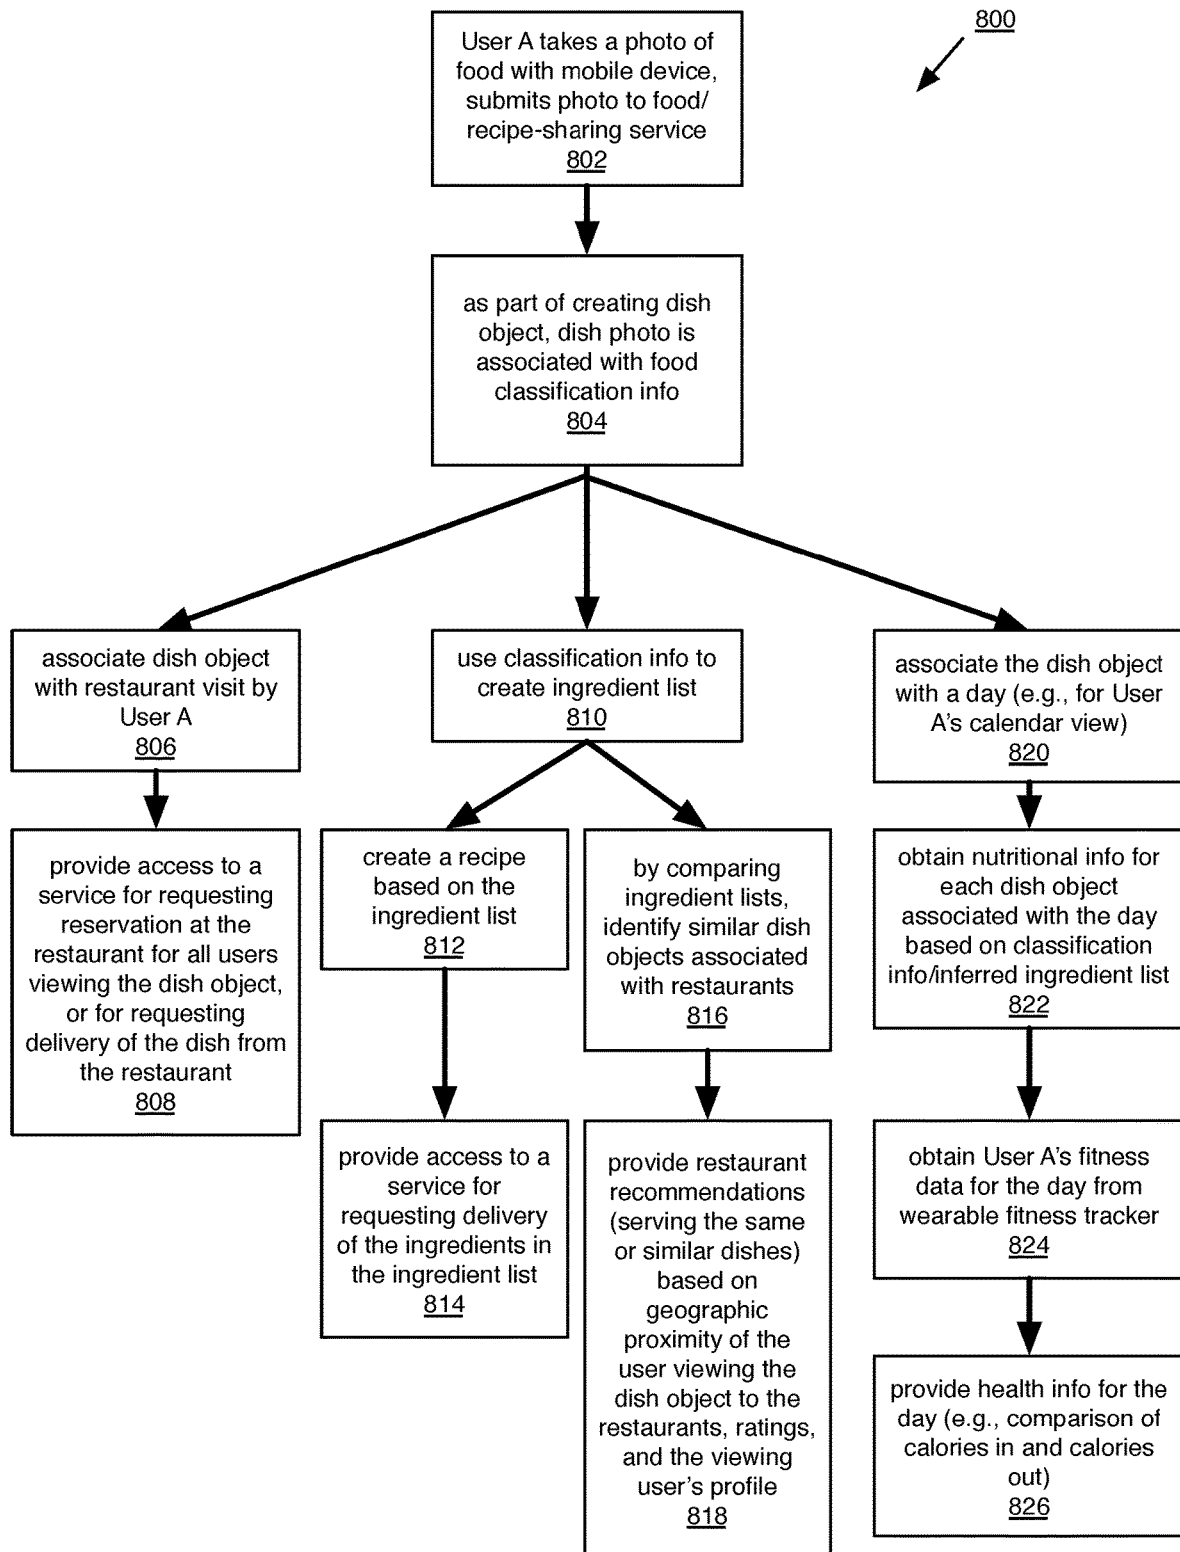 800
User A takes a photo of
food with mobile device,
submits photo to food/
recipe-sharing service
802
as part of creating dish
object, dish photo is
associated with food
classification info
804
associate dish object
with restaurant visit by
User A
806
provide access to a
service for requesting
reservation at the
restaurant for all users
viewing the dish object,
or for requesting
delivery of the dish from
the restaurant
808
use classification info to
create ingredient list
810
create a recipe
based on the
ingredient list
812
provide access to a
service for
requesting delivery
of the ingredients in
the ingredient list
814
by comparing
ingredient lists,
identify similar dish
objects associated
with restaurants
816
provide restaurant
recommendations
(serving the same
or similar dishes)
based on
geographic
proximity of the
user viewing the
dish object to the
restaurants, ratings,
and the viewing
user's profile
818
associate the dish object
with a day (e.g., for User
A's calendar view)
820
obtain nutritional info for
each dish object
associated with the day
based on classification
info/inferred ingredient list
822
obtain User A's fitness
data for the day from
wearable fitness tracker
824
provide health info for the
day (e.g., comparison of
calories in and calories
out)
826